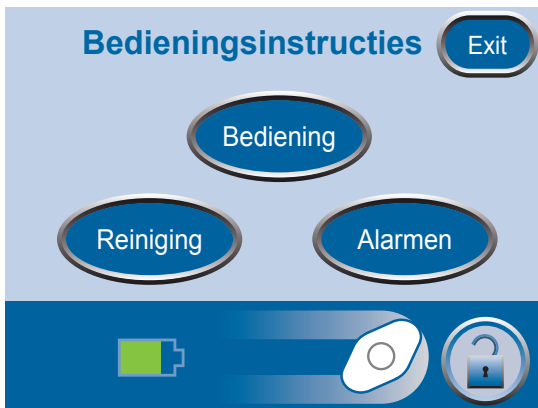 Bedieningsinstructies
Exit
Bediening
Reiniging
Alarmen